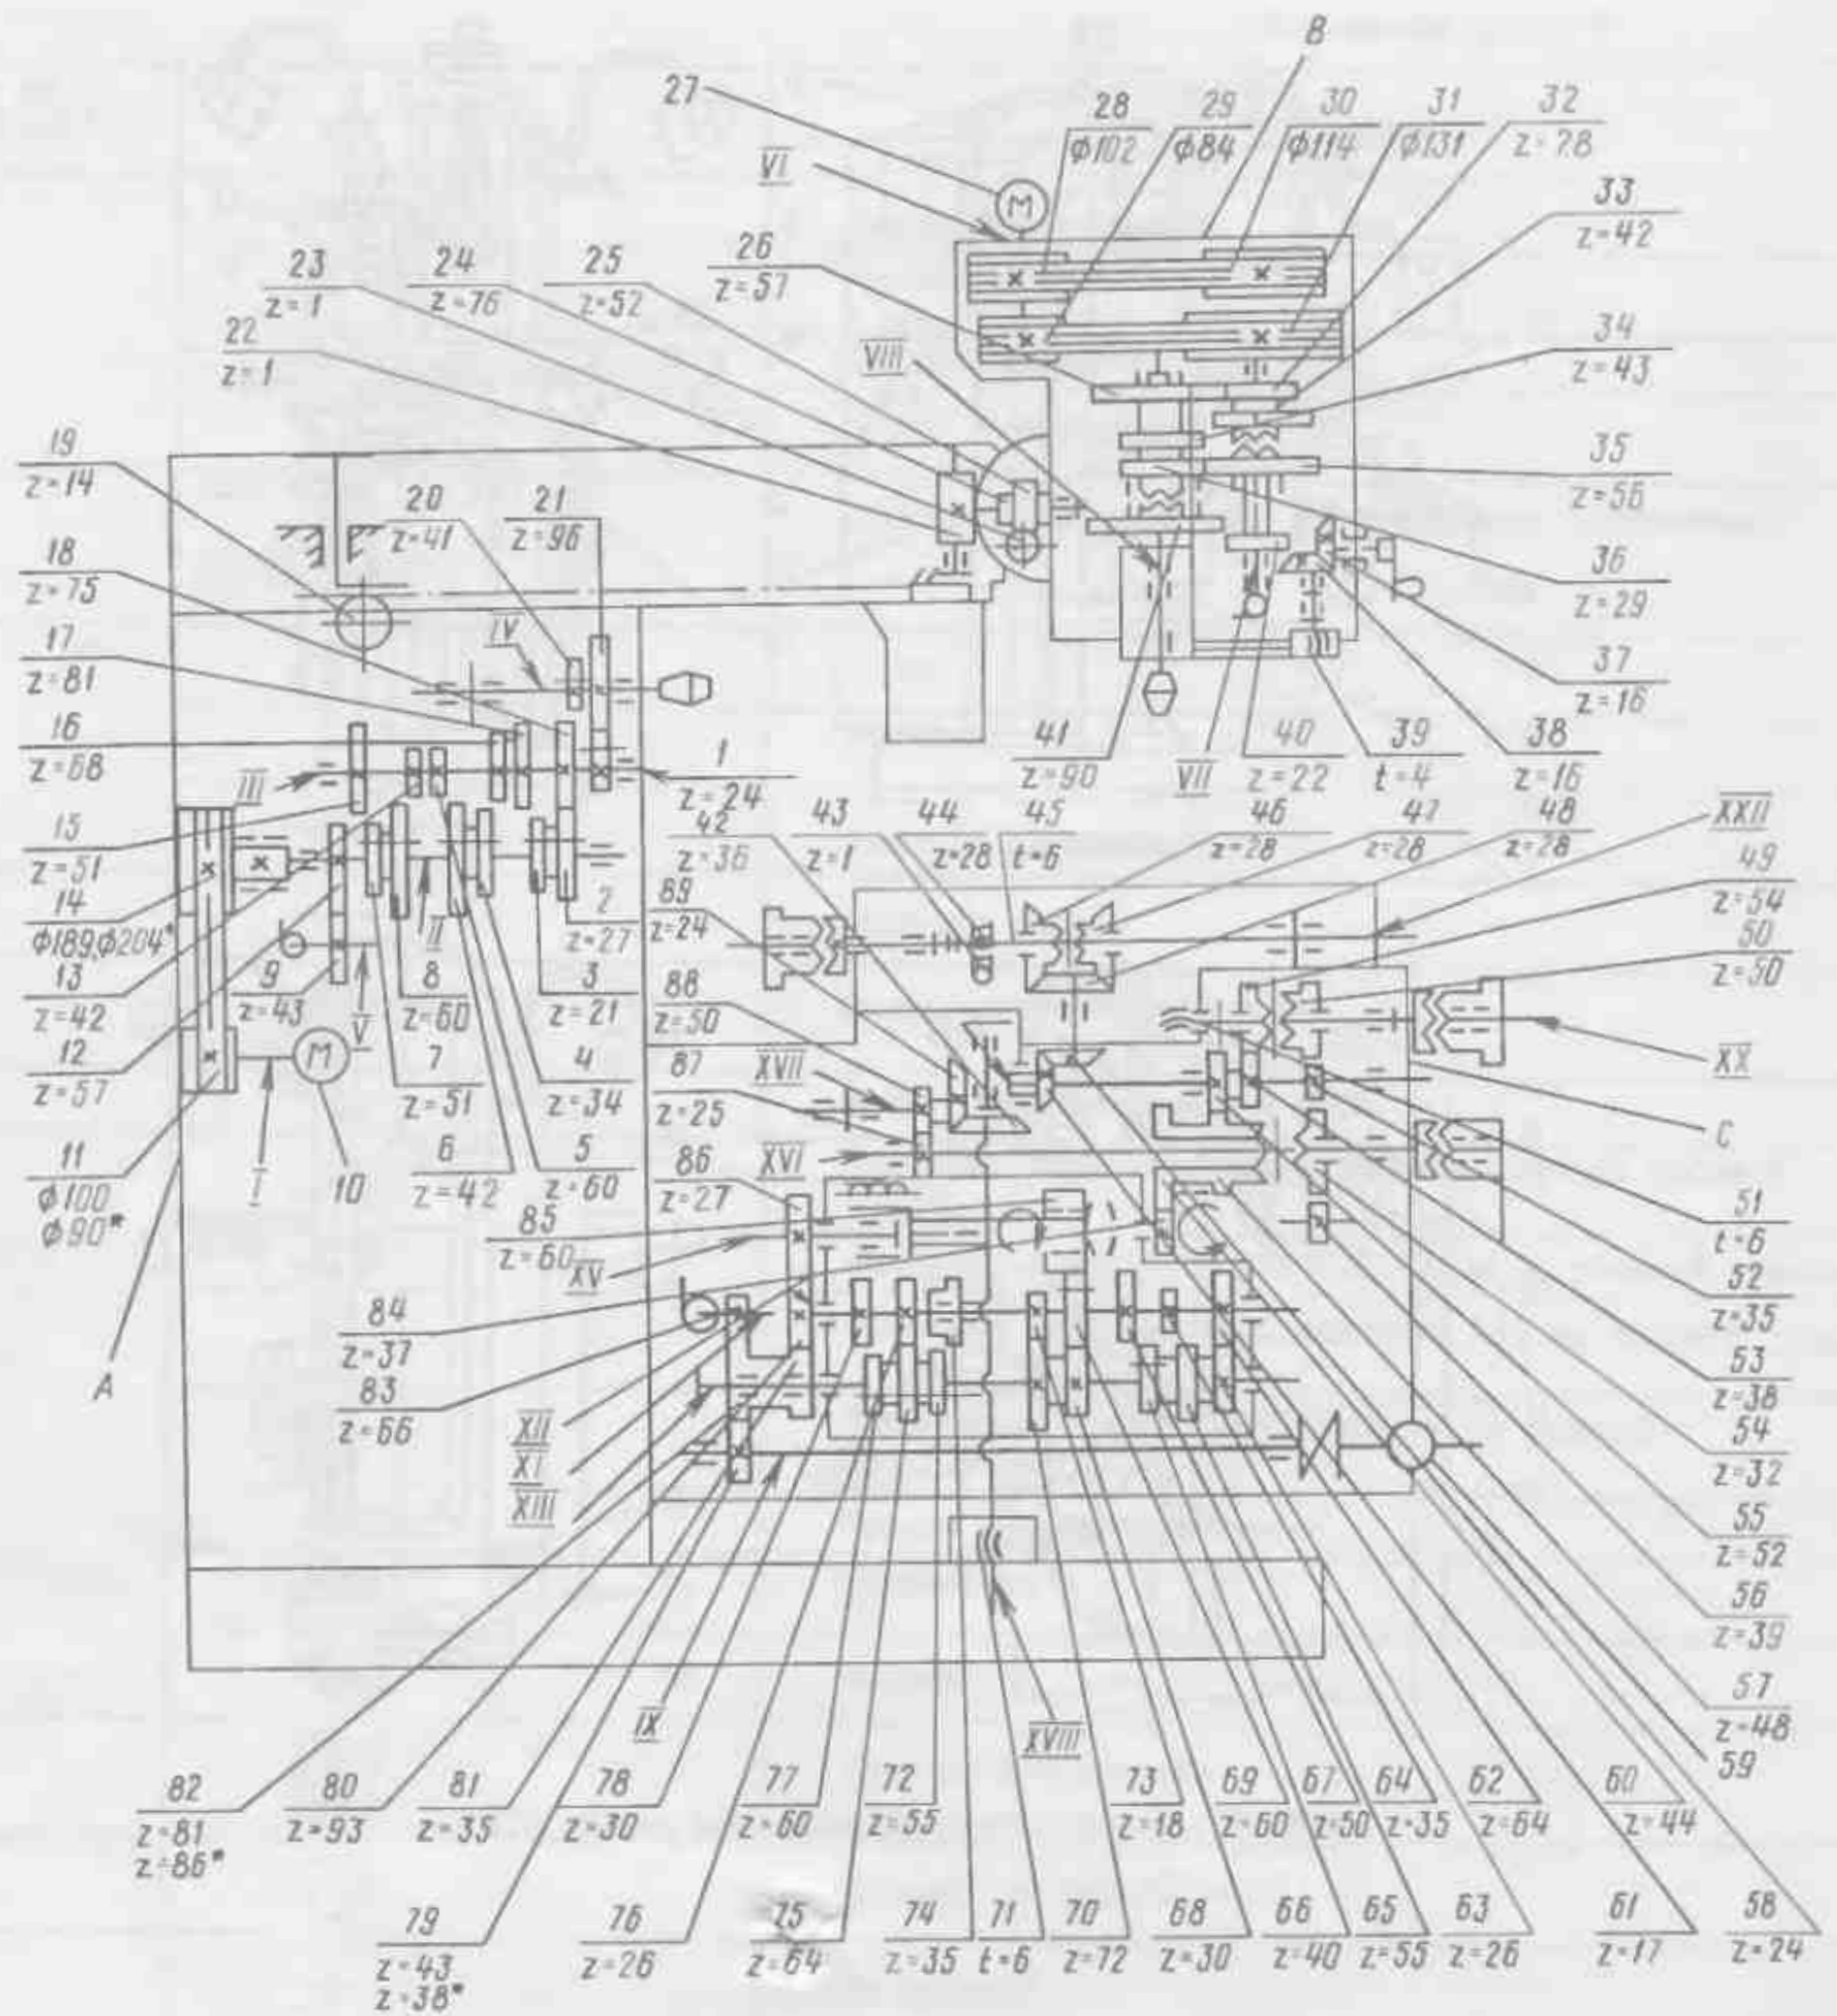 B
27
28
ϕ102
29
ϕ84
30
ϕ114
31
ϕ131
32
z=78
VI
M
33
z=42
23
z=1
24
z=76
25
z=52
26
z=57
22
z=1
VIII
34
z=43
19
z=14
20
z=41
21
z=96
35
z=56
18
z=75
36
z=29
17
z=81
IV
37
z=16
16
z=68
41
z=90
VII
40
z=22
39
t=4
38
z=16
III
1
z=24
15
z=51
42
z=36
43
z=1
44
z=28
45
t=6
46
z=28
47
z=28
48
z=28
XXII
49
z=54
14
ϕ189,ϕ204*
II
2
z=27
89
z=24
50
z=50
13
z=42
9
z=43
V
8
z=60
3
z=21
88
z=50
12
z=57
M
7
z=51
4
z=34
87
z=25
XVII
XX
C
11
ϕ100
ϕ90*
I
10
6
z=42
5
z=60
86
z=27
XVI
51
t=6
85
z=60
XV
52
z=35
84
z=37
53
z=38
A
83
z=66
XII
XI
XIII
54
z=32
55
z=52
56
z=39
57
z=48
59
IX
XVIII
82
z=81
z=86*
80
z=93
81
z=35
78
z=30
77
z=60
72
z=55
73
z=18
69
z=60
67
z=50
64
z=35
62
z=64
60
z=44
79
z=43
z=38*
76
z=26
75
z=64
74
z=35
71
t=6
70
z=72
68
z=30
66
z=40
65
z=55
63
z=26
61
z=17
58
z=24